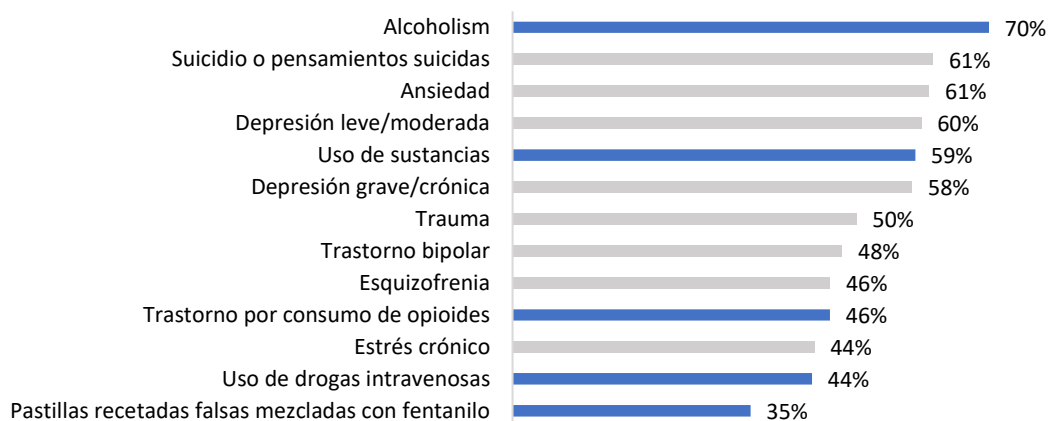 Alcoholism 70%
Suicidio o pensamientos suicidas 61%
Ansiedad 61%
Depresión leve/moderada 60%
Uso de sustancias 59%
Depresión grave/crónica 58%
Trauma 50%
Trastorno bipolar 48%
Esquizofrenia 46%
Trastorno por consumo de opioides 46%
Estrés crónico 44%
Uso de drogas intravenosas 44%
Pastillas recetadas falsas mezcladas con fentanilo 35%